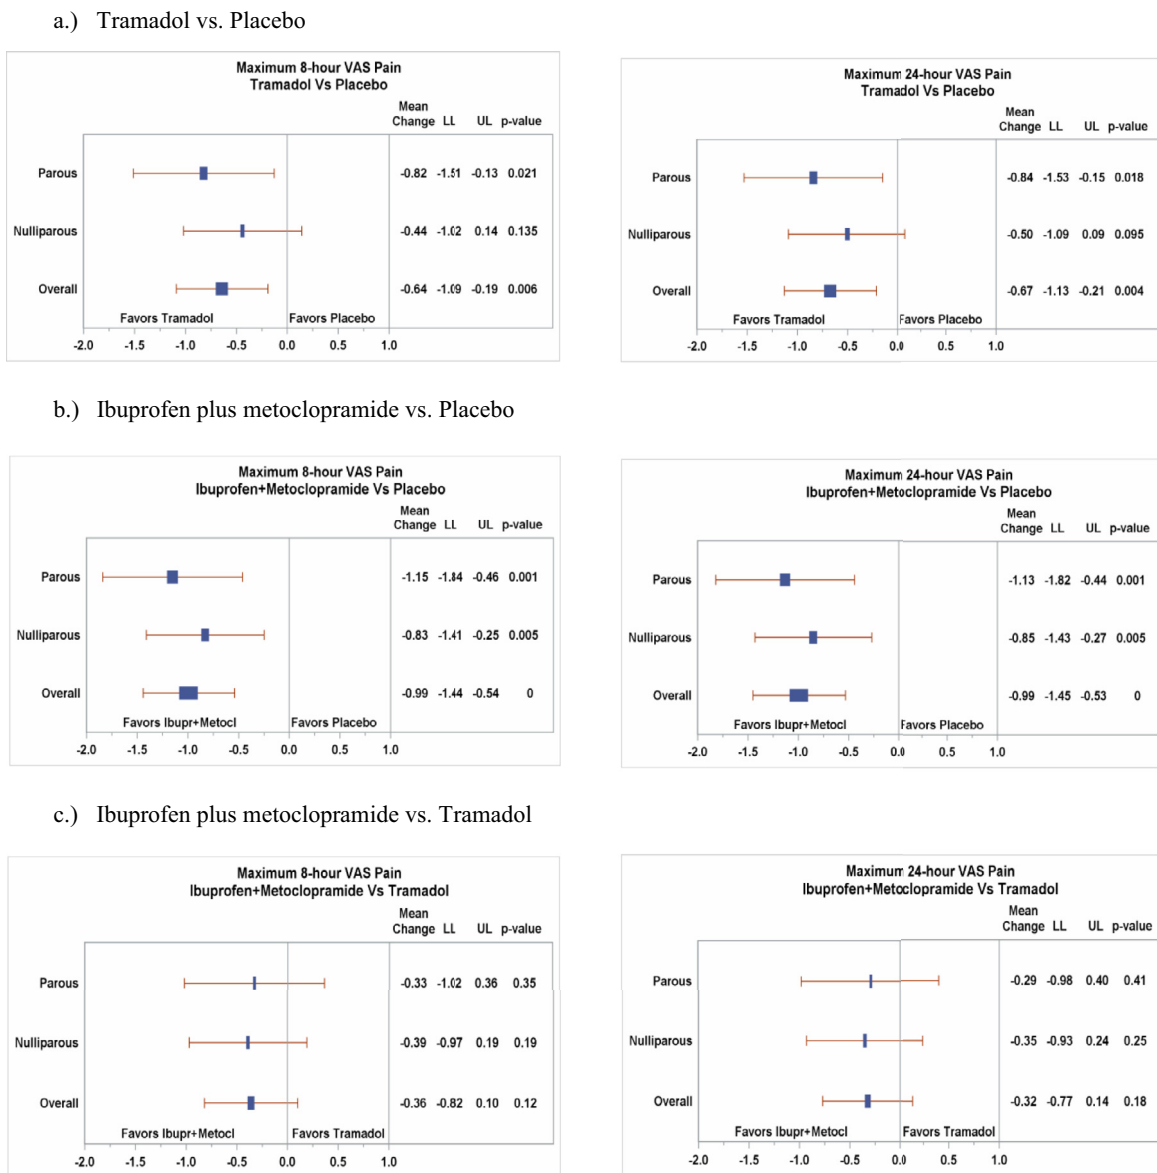 a.) Tramadol vs. Placebo
Maximum 8-hour VAS Pain
Tramadol Vs Placebo
Mean
Change LL UL p-value
Parous -0.82 -1.51 -0.13 0.021
Nulliparous -0.44 -1.02 0.14 0.135
Overall -0.64 -1.09 -0.19 0.006
Favors Tramadol Favors Placebo
-2.0 -1.5 -1.0 -0.5 0.0 0.5 1.0
Maximum 24-hour VAS Pain
Tramadol Vs Placebo
Mean
Change LL UL p-value
Parous -0.84 -1.53 -0.15 0.018
Nulliparous -0.50 -1.09 0.09 0.095
Overall -0.67 -1.13 -0.21 0.004
Favors Tramadol Favors Placebo
-2.0 -1.5 -1.0 -0.5 0.0 0.5 1.0
b.) Ibuprofen plus metoclopramide vs. Placebo
Maximum 8-hour VAS Pain
Ibuprofen+Metoclopramide Vs Placebo
Mean
Change LL UL p-value
Parous -1.15 -1.84 -0.46 0.001
Nulliparous -0.83 -1.41 -0.25 0.005
Overall -0.99 -1.44 -0.54 0
Favors Ibupr+Metocl Favors Placebo
-2.0 -1.5 -1.0 -0.5 0.0 0.5 1.0
Maximum 24-hour VAS Pain
Ibuprofen+Metoclopramide Vs Placebo
Mean
Change LL UL p-value
Parous -1.13 -1.82 -0.44 0.001
Nulliparous -0.85 -1.43 -0.27 0.005
Overall -0.99 -1.45 -0.53 0
Favors Ibupr+Metocl Favors Placebo
-2.0 -1.5 -1.0 -0.5 0.0 0.5 1.0
c.) Ibuprofen plus metoclopramide vs. Tramadol
Maximum 8-hour VAS Pain
Ibuprofen+Metoclopramide Vs Tramadol
Mean
Change LL UL p-value
Parous -0.33 -1.02 0.36 0.35
Nulliparous -0.39 -0.97 0.19 0.19
Overall -0.36 -0.82 0.10 0.12
Favors Ibupr+Metocl Favors Tramadol
-2.0 -1.5 -1.0 -0.5 0.0 0.5 1.0
Maximum 24-hour VAS Pain
Ibuprofen+Metoclopramide Vs Tramadol
Mean
Change LL UL p-value
Parous -0.29 -0.98 0.40 0.41
Nulliparous -0.35 -0.93 0.24 0.25
Overall -0.32 -0.77 0.14 0.18
Favors Ibupr+Metocl Favors Tramadol
-2.0 -1.5 -1.0 -0.5 0.0 0.5 1.0